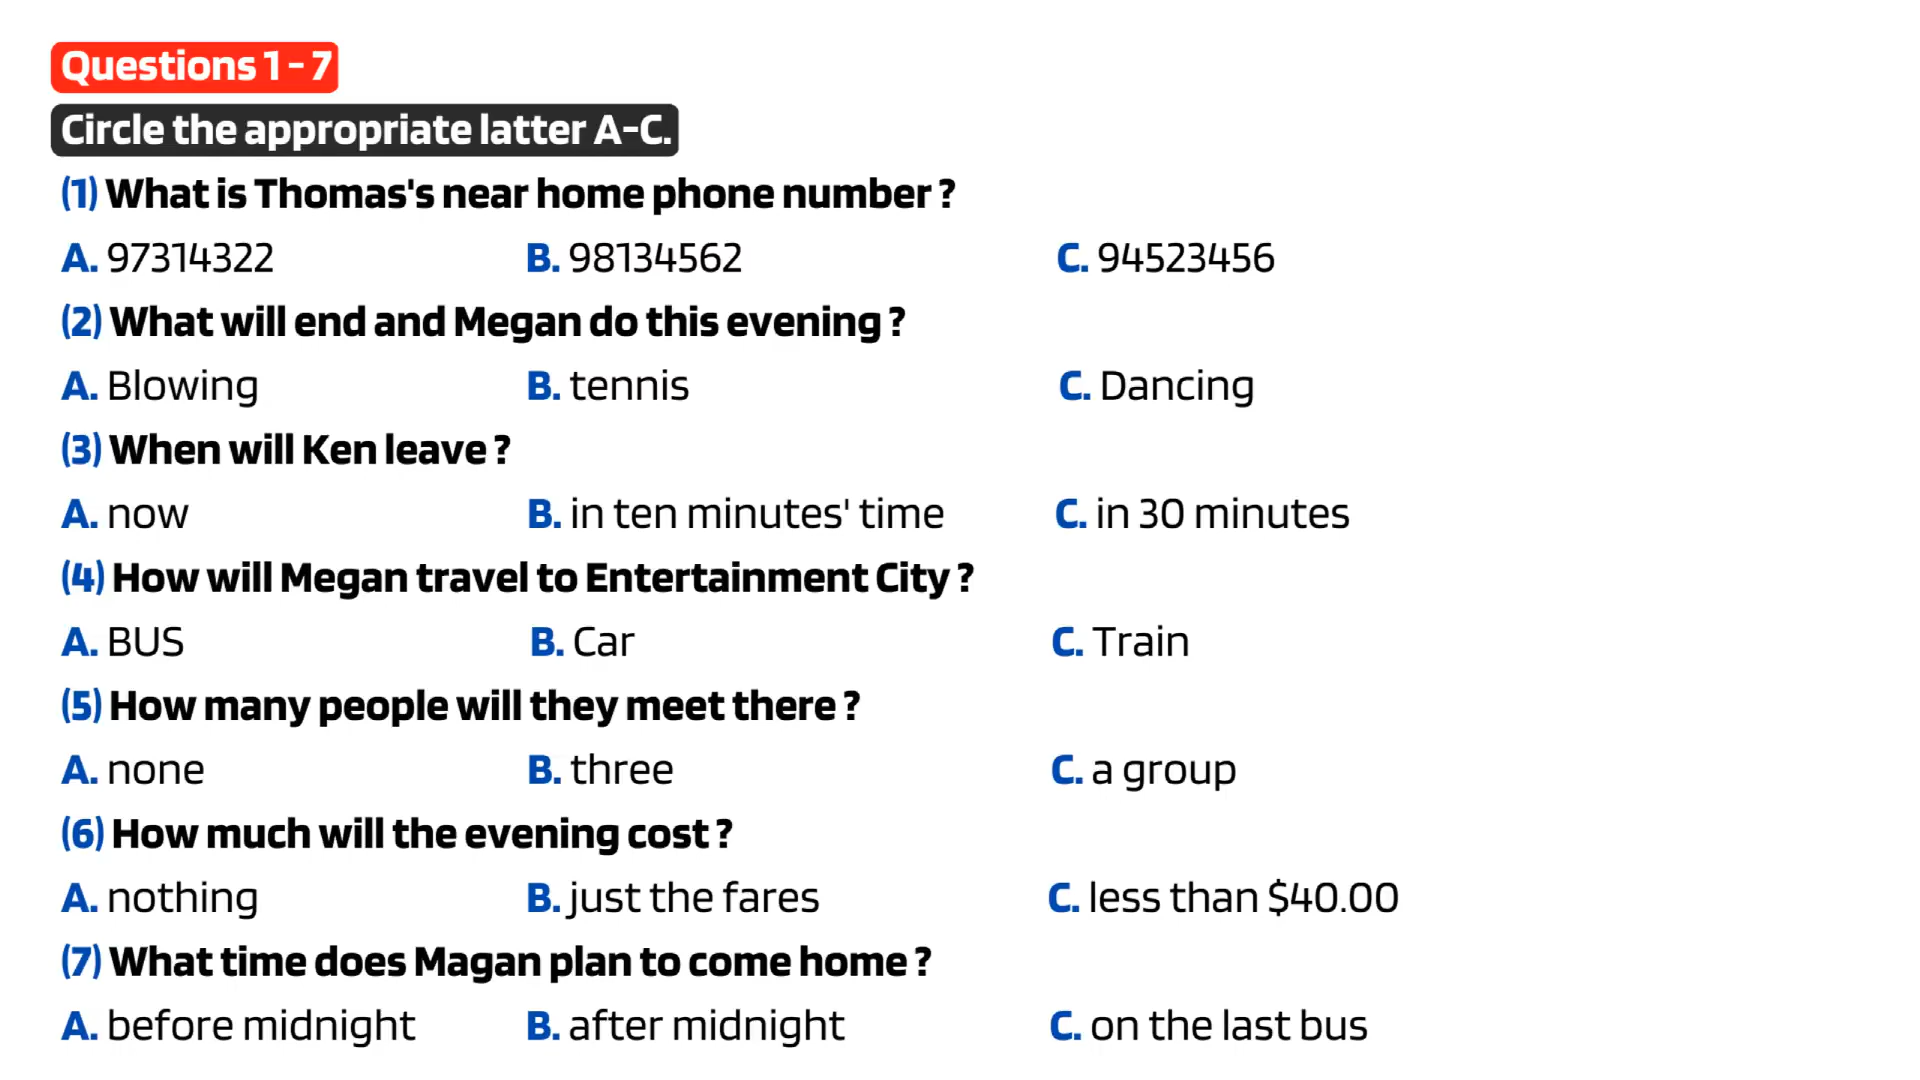 Questions 1 - 7
Circle the appropriate latter A-C.
(1) What is Thomas's near home phone number ?
A. 97314322 B. 98134562 C. 94523456
(2) What will end and Megan do this evening ?
A. Blowing B. tennis C. Dancing
(3) When will Ken leave ?
A. now B. in ten minutes' time C. in 30 minutes
(4) How will Megan travel to Entertainment City ?
A. BUS B. Car C. Train
(5) How many people will they meet there ?
A. none B. three C. a group
(6) How much will the evening cost ?
A. nothing B. just the fares C. less than $40.00
(7) What time does Magan plan to come home ?
A. before midnight B. after midnight C. on the last bus